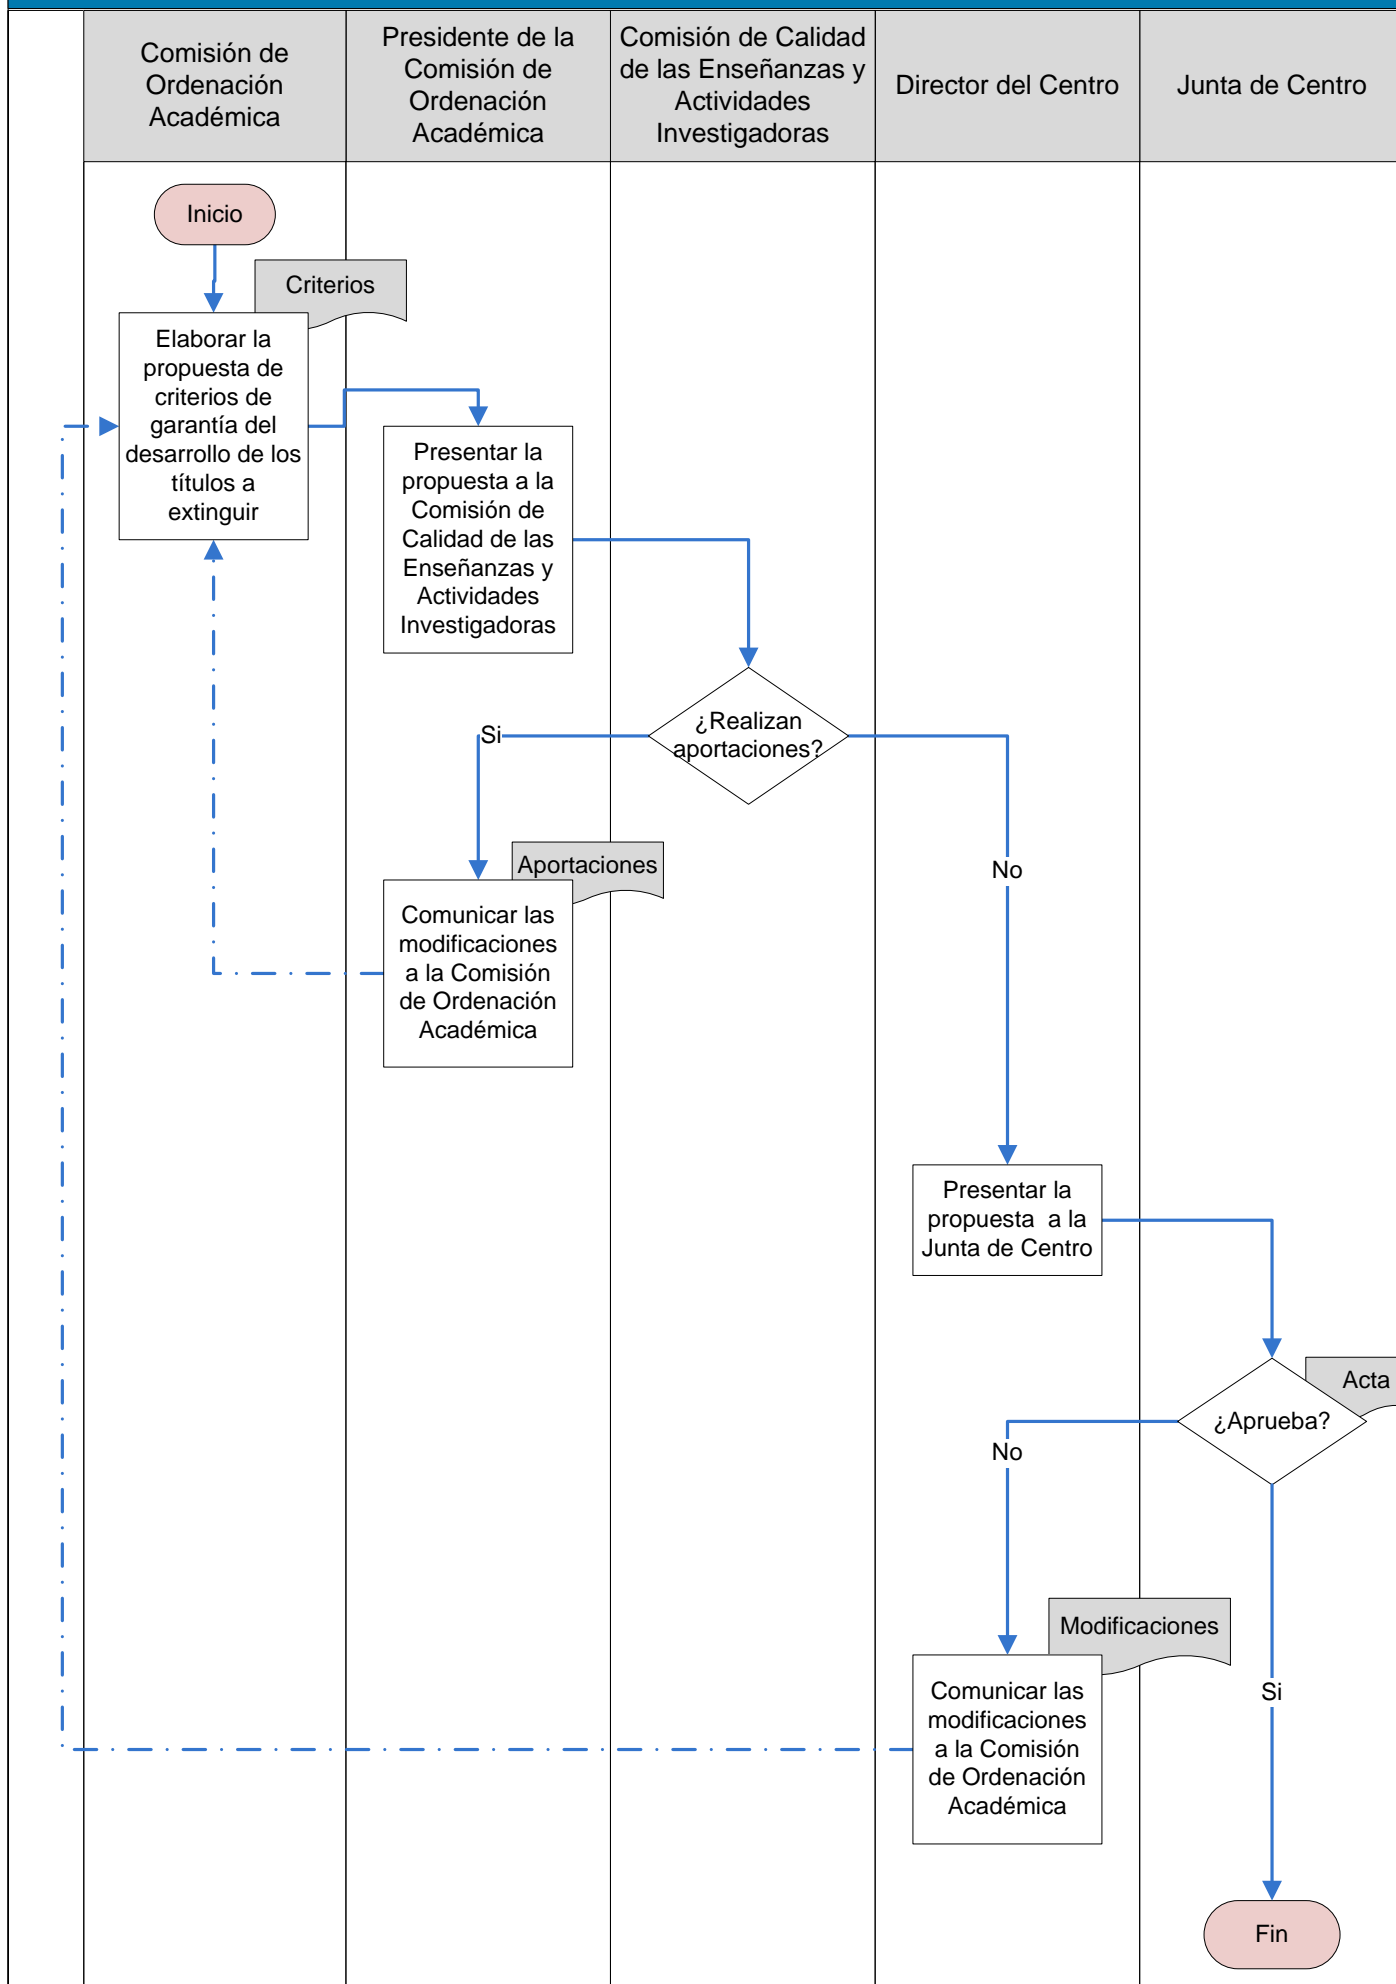 Comisión de
Ordenación
Académica
Presidente de la
Comisión de
Ordenación
Académica
Comisión de Calidad
de las Enseñanzas y
Actividades
Investigadoras
Director del Centro
Junta de Centro
Inicio
Criterios
Elaborar la
propuesta de
criterios de
garantía del
desarrollo de los
títulos a
extinguir
Presentar la
propuesta a la
Comisión de
Calidad de las
Enseñanzas y
Actividades
Investigadoras
¿Realizan
aportaciones?
Si
No
Aportaciones
Comunicar las
modificaciones
a la Comisión
de Ordenación
Académica
Presentar la
propuesta a la
Junta de Centro
Acta
¿Aprueba?
No
Si
Modificaciones
Comunicar las
modificaciones
a la Comisión
de Ordenación
Académica
Fin